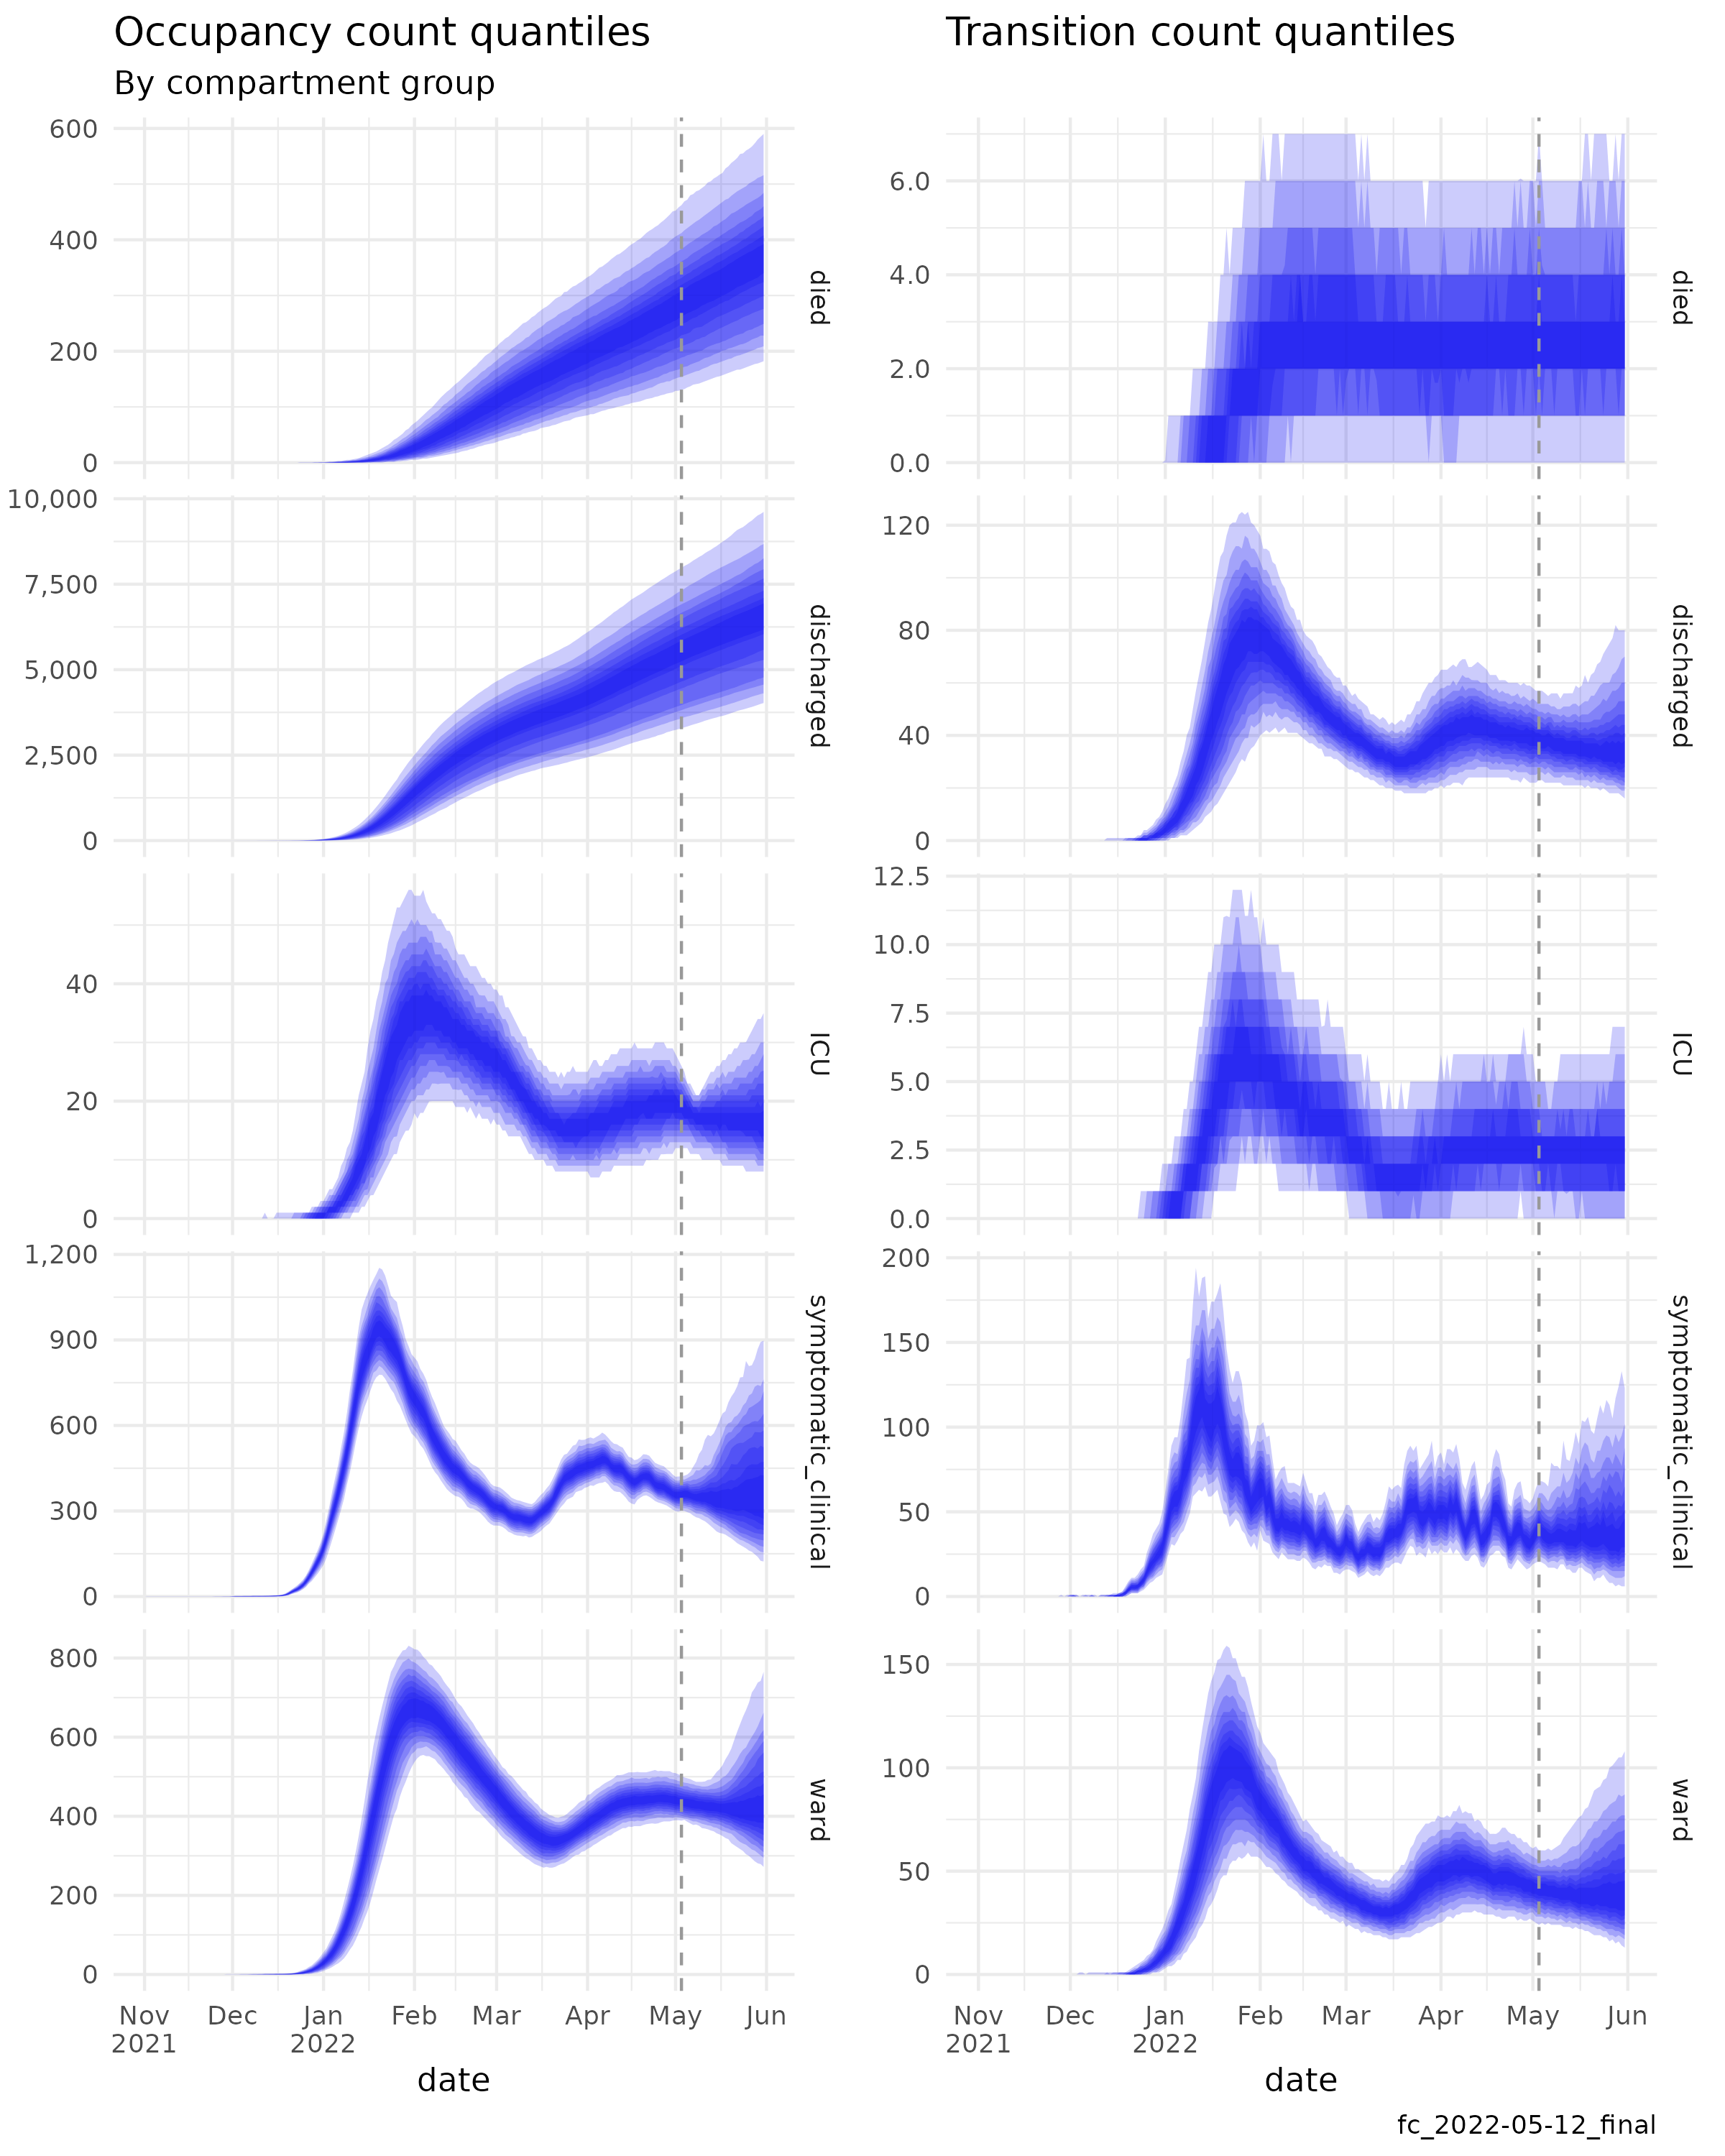 Occupancy count quantiles
By compartment group
600
400
200
0
died
10,000
7,500
5,000
2,500
0
discharged
40
20
0
ICU
1,200
900
600
300
0
symptomatic_clinical
800
600
400
200
0
ward
Nov Dec Jan Feb Mar Apr May Jun
2021 2022
date
Transition count quantiles
6.0
4.0
2.0
0.0
died
120
80
40
0
discharged
12.5
10.0
7.5
5.0
2.5
0.0
ICU
200
150
100
50
0
symptomatic_clinical
150
100
50
0
ward
Nov Dec Jan Feb Mar Apr May Jun
2021 2022
date
fc_2022-05-12_final